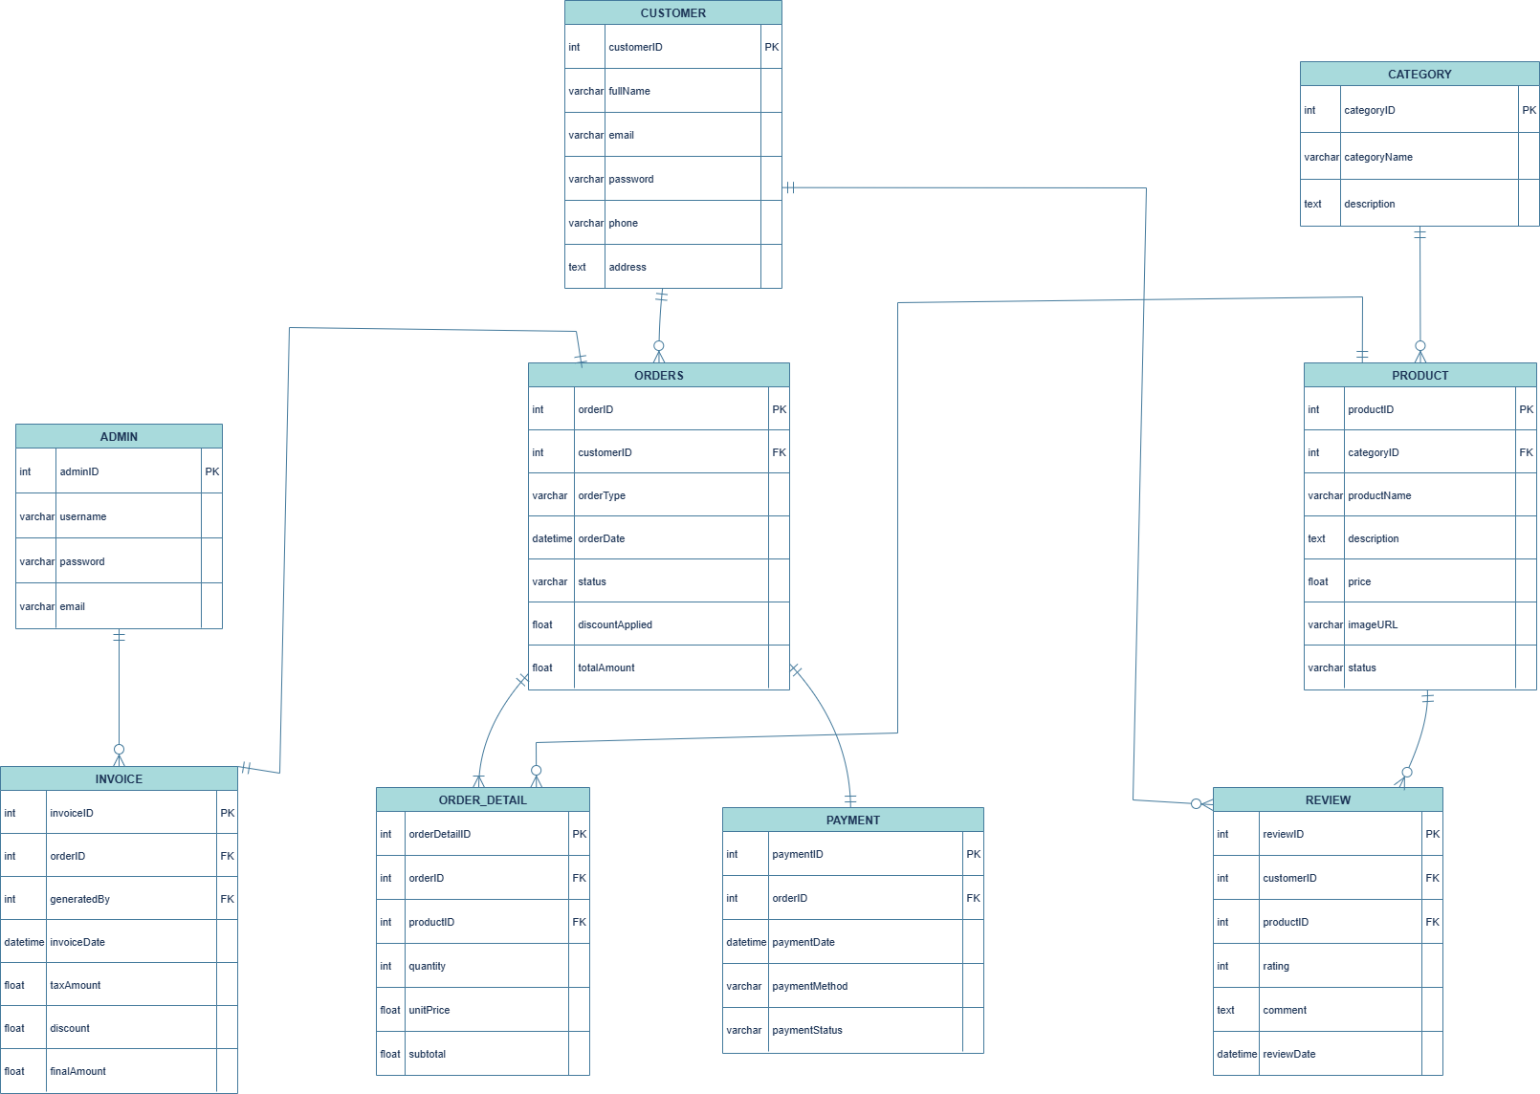 CUSTOMER
int customerID PK
varchar fullName
varchar email
varchar password
varchar phone
text address
CATEGORY
int categoryID PK
varchar categoryName
text description
ORDERS
int orderID PK
int customerID FK
varchar orderType
datetime orderDate
varchar status
float discountApplied
float totalAmount
PRODUCT
int productID PK
int categoryID FK
varchar productName
text description
float price
varchar imageURL
varchar status
ADMIN
int adminID PK
varchar username
varchar password
varchar email
INVOICE
int invoiceID PK
int orderID FK
int generatedBy FK
datetime invoiceDate
float taxAmount
float discount
float finalAmount
ORDER_DETAIL
int orderDetailID PK
int orderID FK
int productID FK
int quantity
float unitPrice
float subtotal
PAYMENT
int paymentID PK
int orderID FK
datetime paymentDate
varchar paymentMethod
varchar paymentStatus
REVIEW
int reviewID PK
int customerID FK
int productID FK
int rating
text comment
datetime reviewDate